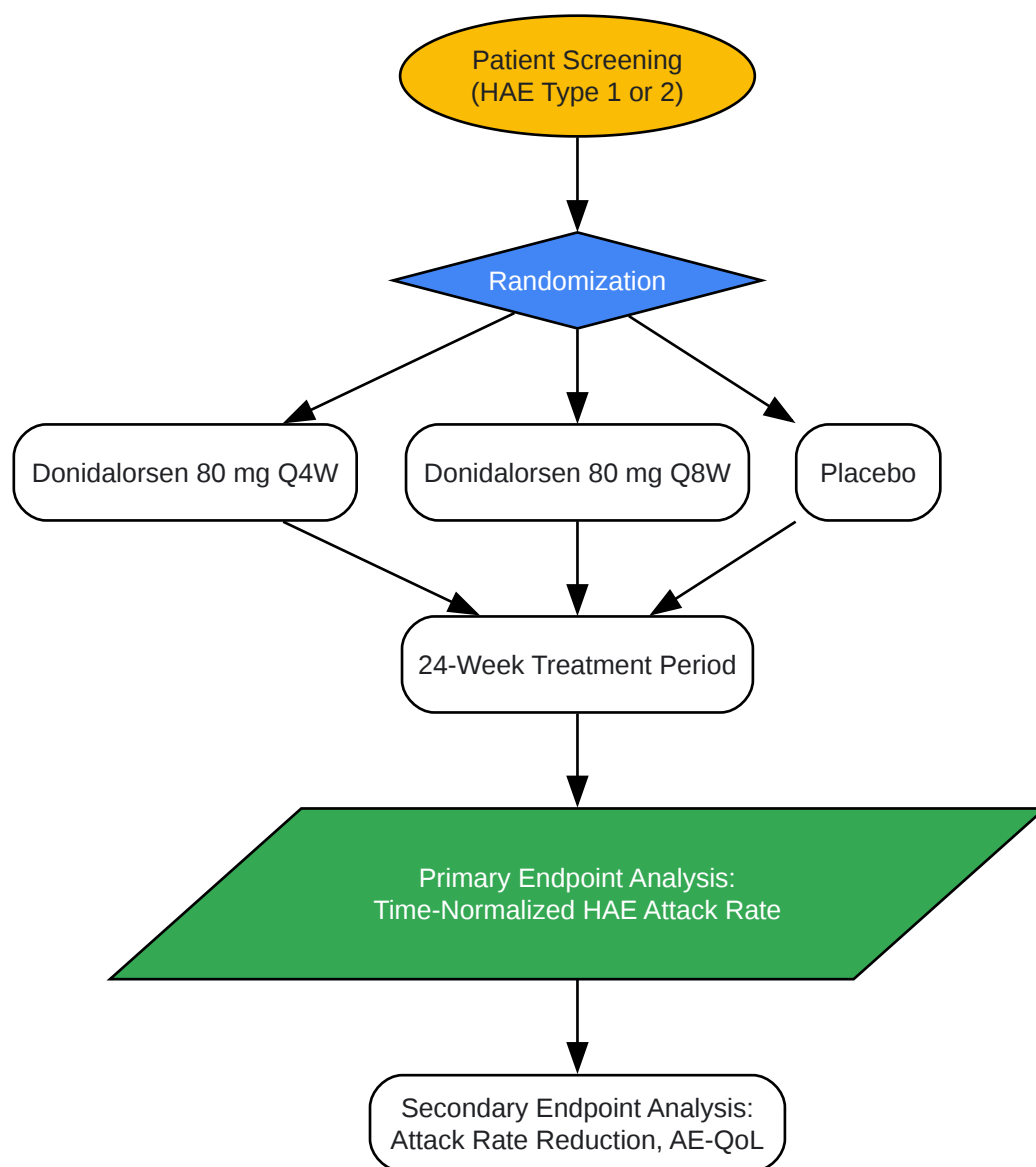 Patient Screening
(HAE Type 1 or 2)
Randomization
Donidalorsen 80 mg Q4W
Donidalorsen 80 mg Q8W
Placebo
24-Week Treatment Period
Primary Endpoint Analysis:
Time-Normalized HAE Attack Rate
Secondary Endpoint Analysis:
Attack Rate Reduction, AE-QoL